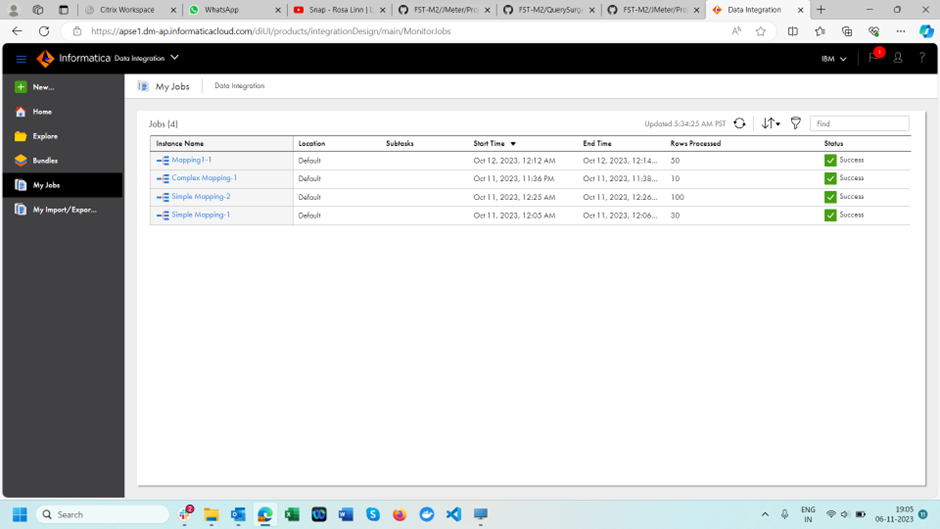 Citrix Workspace
WhatsApp
Snap - Rosa Linn | L
FST-M2/JMeter/Proj
FST-M2/QuerySurge
FST-M2/JMeter/Proj
Data Integration
https://apse1.dm-ap.informaticacloud.com/diUI/products/integrationDesign/main/MonitorJobs
Informatica Data Integration
IBM
New...
Home
Explore
Bundles
My Jobs
My Import/Expor...
My Jobs Data Integration
Jobs (4) Updated 5:34:25 AM PST Find
Instance Name Location Subtasks Start Time End Time Rows Processed Status
Mapping1-1 Default Oct 12, 2023, 12:12 AM Oct 12, 2023, 12:14... 50 Success
Complex Mapping-1 Default Oct 11, 2023, 11:36 PM Oct 11, 2023, 11:38... 10 Success
Simple Mapping-2 Default Oct 11, 2023, 12:25 AM Oct 11, 2023, 12:26... 100 Success
Simple Mapping-1 Default Oct 11, 2023, 12:05 AM Oct 11, 2023, 12:06... 30 Success
Search
ENG
IN
19:05
06-11-2023